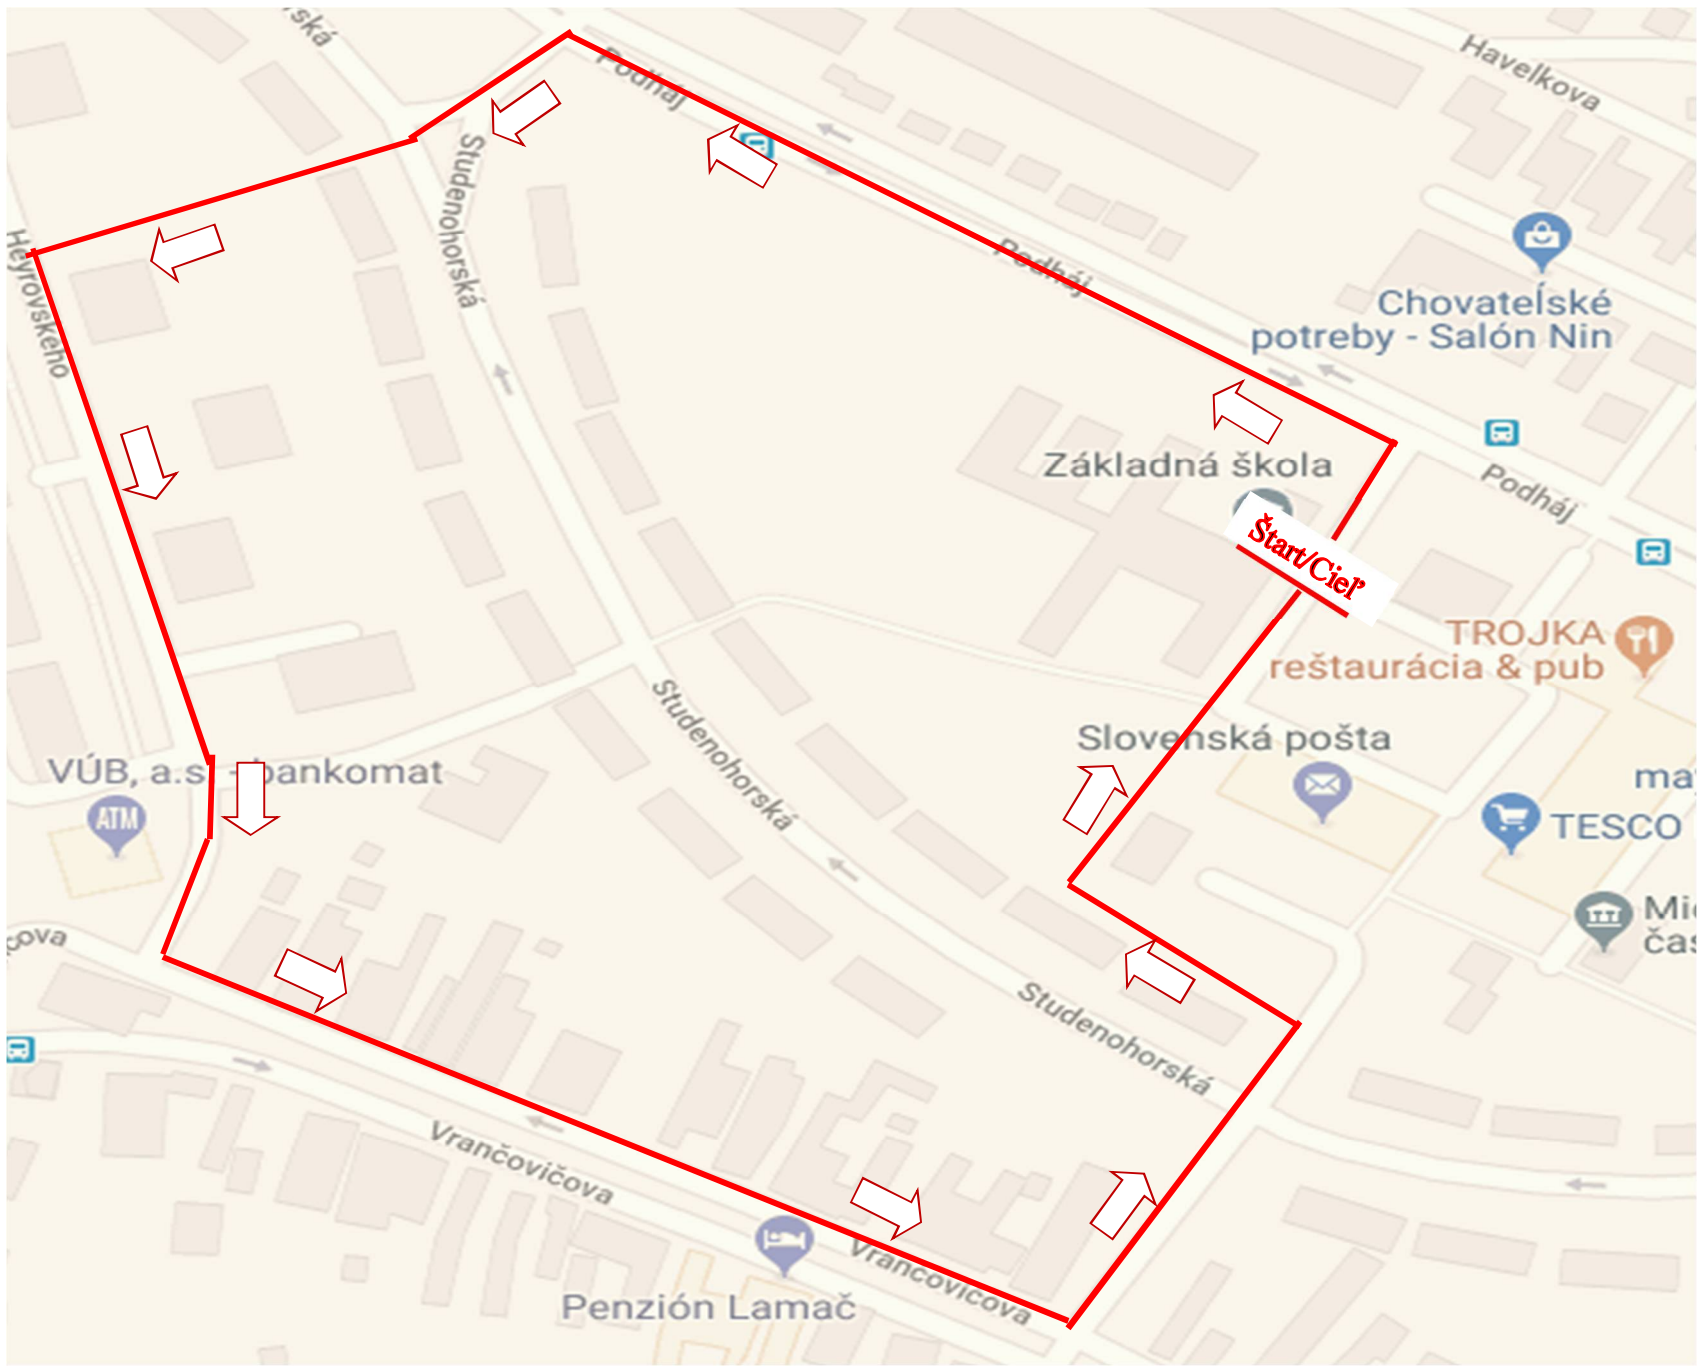 Havelkova
Podháj
Studenohorská
Podháj
Heyrovského
Chovateĺské
potreby - Salón Nin
Základná škola
Podháj
Štart/Cieľ
TROJKA
reštaurácia & pub
Studenohorská
Slovenská pošta
VÚB, a.s. - bankomat
ATM
TESCO
Studenohorská
Vrančovičova
Vrancovicova
Penzión Lamač